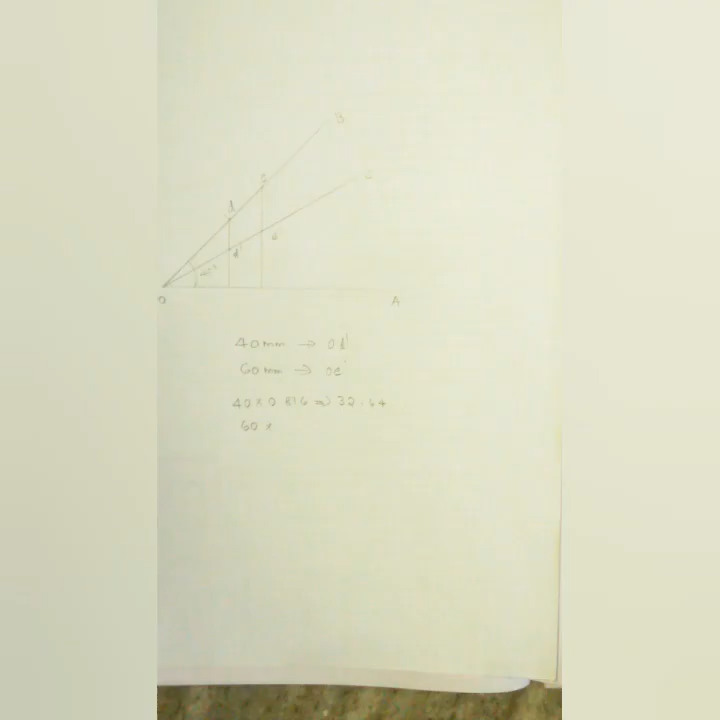 B
C
c
d
c'
d'
O
A
40mm → od'
60mm → oc'
40 x 0.816 ⇒ 32.64
60 x